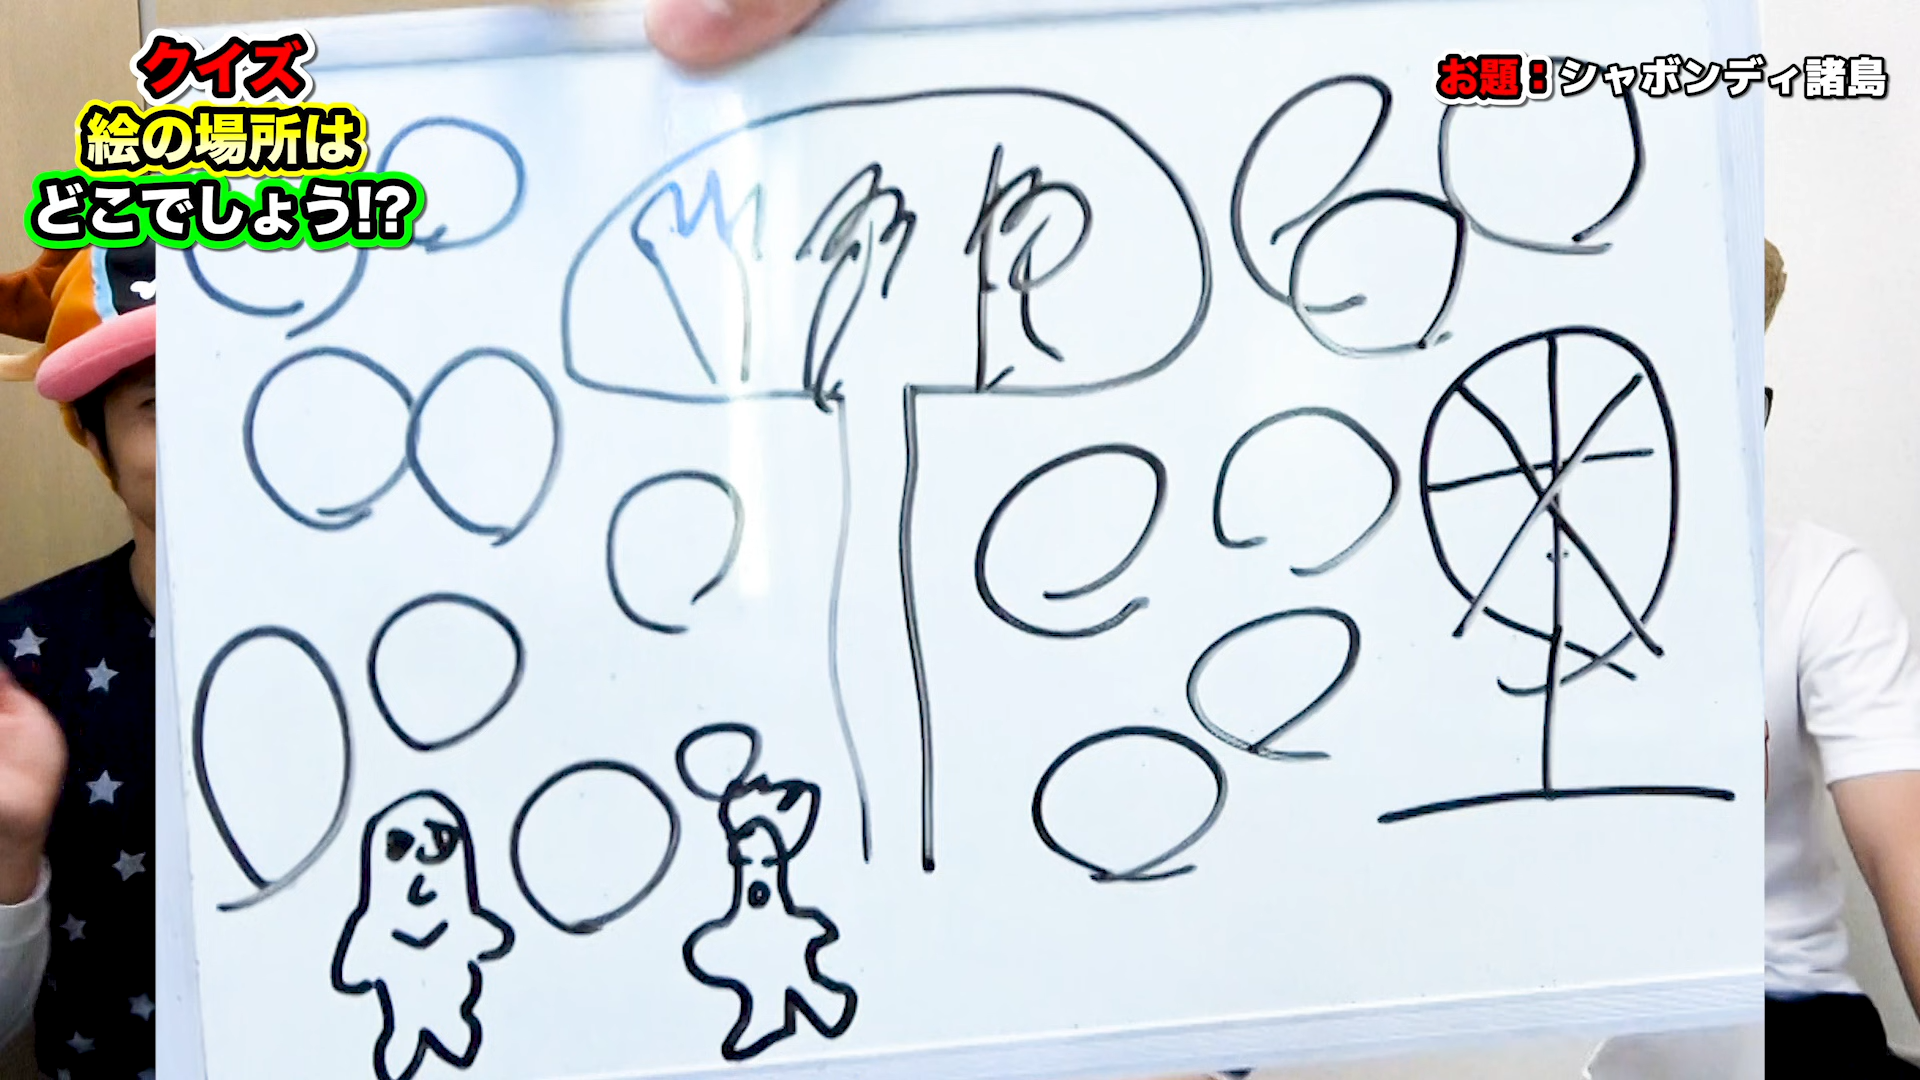 クイズ
絵の場所は
どこでしょう!?
お題：シャボンディ諸島